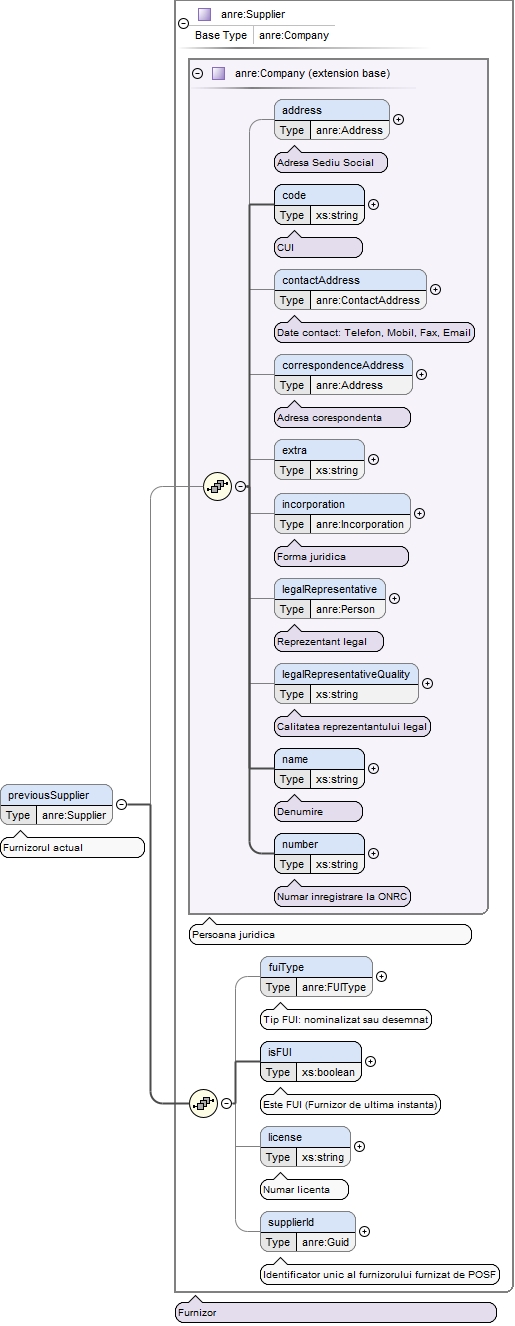 anre:Supplier
Base Type anre:Company
anre:Company (extension base)
address
Type anre:Address
Adresa Sediu Social
code
Type xs:string
CUI
contactAddress
Type anre:ContactAddress
Date contact: Telefon, Mobil, Fax, Email
correspondenceAddress
Type anre:Address
Adresa corespondenta
extra
Type xs:string
incorporation
Type anre:Incorporation
Forma juridica
legalRepresentative
Type anre:Person
Reprezentant legal
legalRepresentativeQuality
Type xs:string
Calitatea reprezentantului legal
name
Type xs:string
Denumire
number
Type xs:string
Numar inregistrare la ONRC
previousSupplier
Type anre:Supplier
Furnizorul actual
Persoana juridica
fuiType
Type anre:FUIType
Tip FUI: nominalizat sau desemnat
isFUI
Type xs:boolean
Este FUI (Furnizor de ultima instanta)
license
Type xs:string
Numar licenta
supplierId
Type anre:Guid
Identificator unic al furnizorului furnizat de POSF
Furnizor